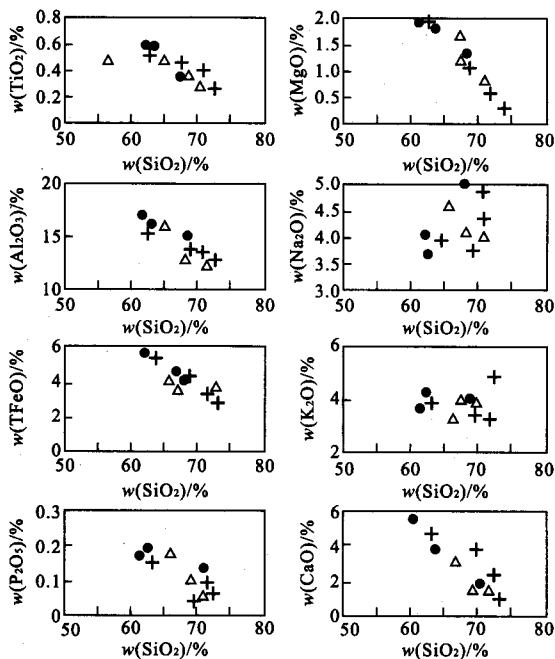 0.8
0.6
0.4
0.2
0
w(TiO₂)/%
50 60 70 80
w(SiO₂)/%
2.0
1.5
1.0
0.5
0
w(MgO)/%
50 60 70 80
w(SiO₂)/%
20
15
10
w(Al₂O₃)/%
50 60 70 80
w(SiO₂)/%
5.0
4.5
4.0
3.5
3.0
w(Na₂O)/%
50 60 70 80
w(SiO₂)/%
6
4
2
0
w(TFeO)/%
50 60 70 80
w(SiO₂)/%
6
4
2
w(K₂O)/%
50 60 70 80
w(SiO₂)/%
0.3
0.2
0.1
0
w(P₂O₅)/%
50 60 70 80
w(SiO₂)/%
6
4
2
0
w(CaO)/%
50 60 70 80
w(SiO₂)/%